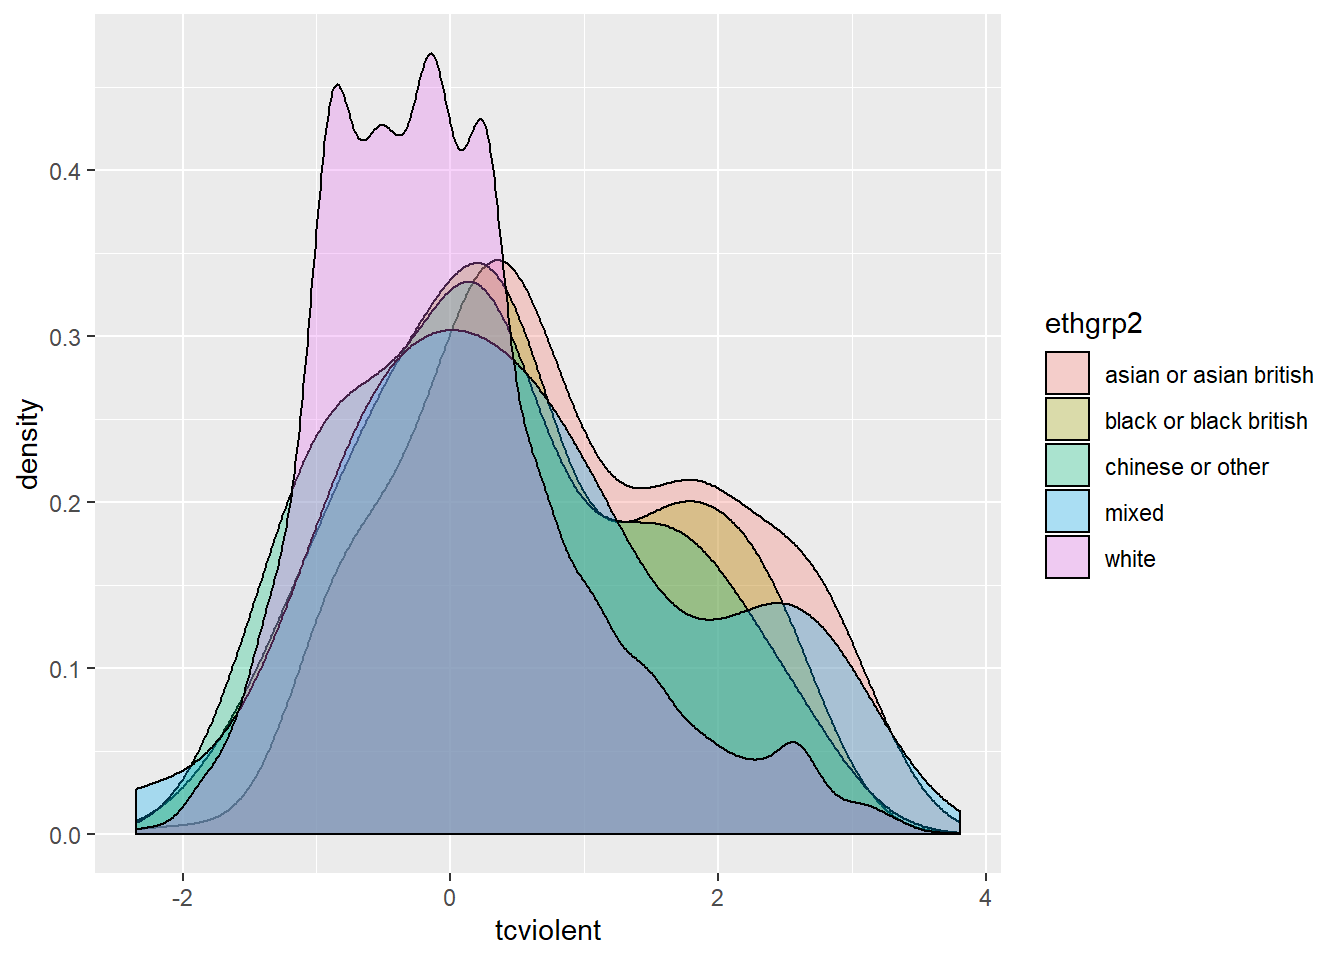 density
0.4
0.3
0.2
0.1
0.0
-2
0
2
4
tcviolent
ethgrp2
asian or asian british
black or black british
chinese or other
mixed
white